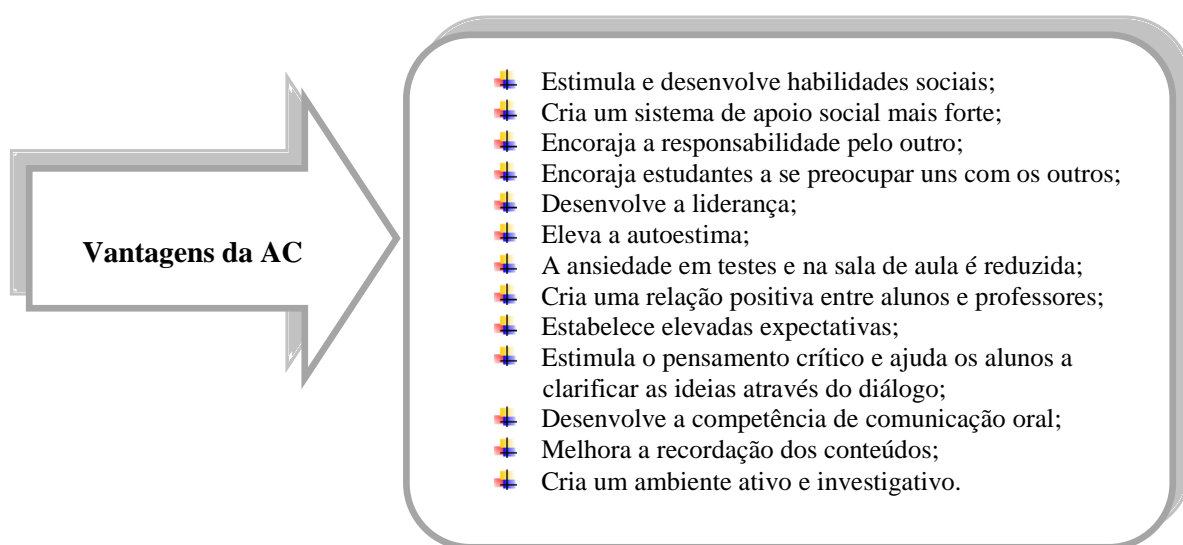 Vantagens da AC
Estimula e desenvolve habilidades sociais;
Cria um sistema de apoio social mais forte;
Encoraja a responsabilidade pelo outro;
Encoraja estudantes a se preocupar uns com os outros;
Desenvolve a liderança;
Eleva a autoestima;
A ansiedade em testes e na sala de aula é reduzida;
Cria uma relação positiva entre alunos e professores;
Estabelece elevadas expectativas;
Estimula o pensamento crítico e ajuda os alunos a
clarificar as ideias através do diálogo;
Desenvolve a competência de comunicação oral;
Melhora a recordação dos conteúdos;
Cria um ambiente ativo e investigativo.